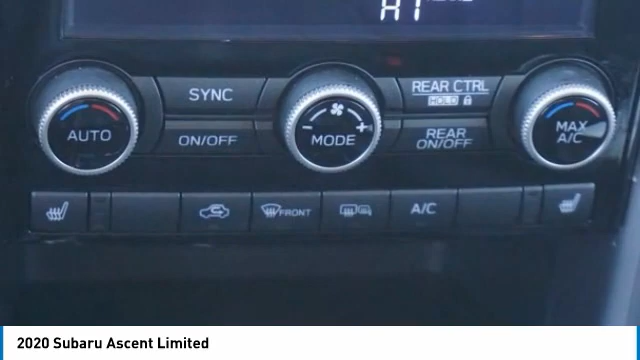 SYNC
REAR CTRL
HOLD
AUTO
ON/OFF
MODE
REAR
ON/OFF
MAX
A/C
FRONT
A/C
2020 Subaru Ascent Limited